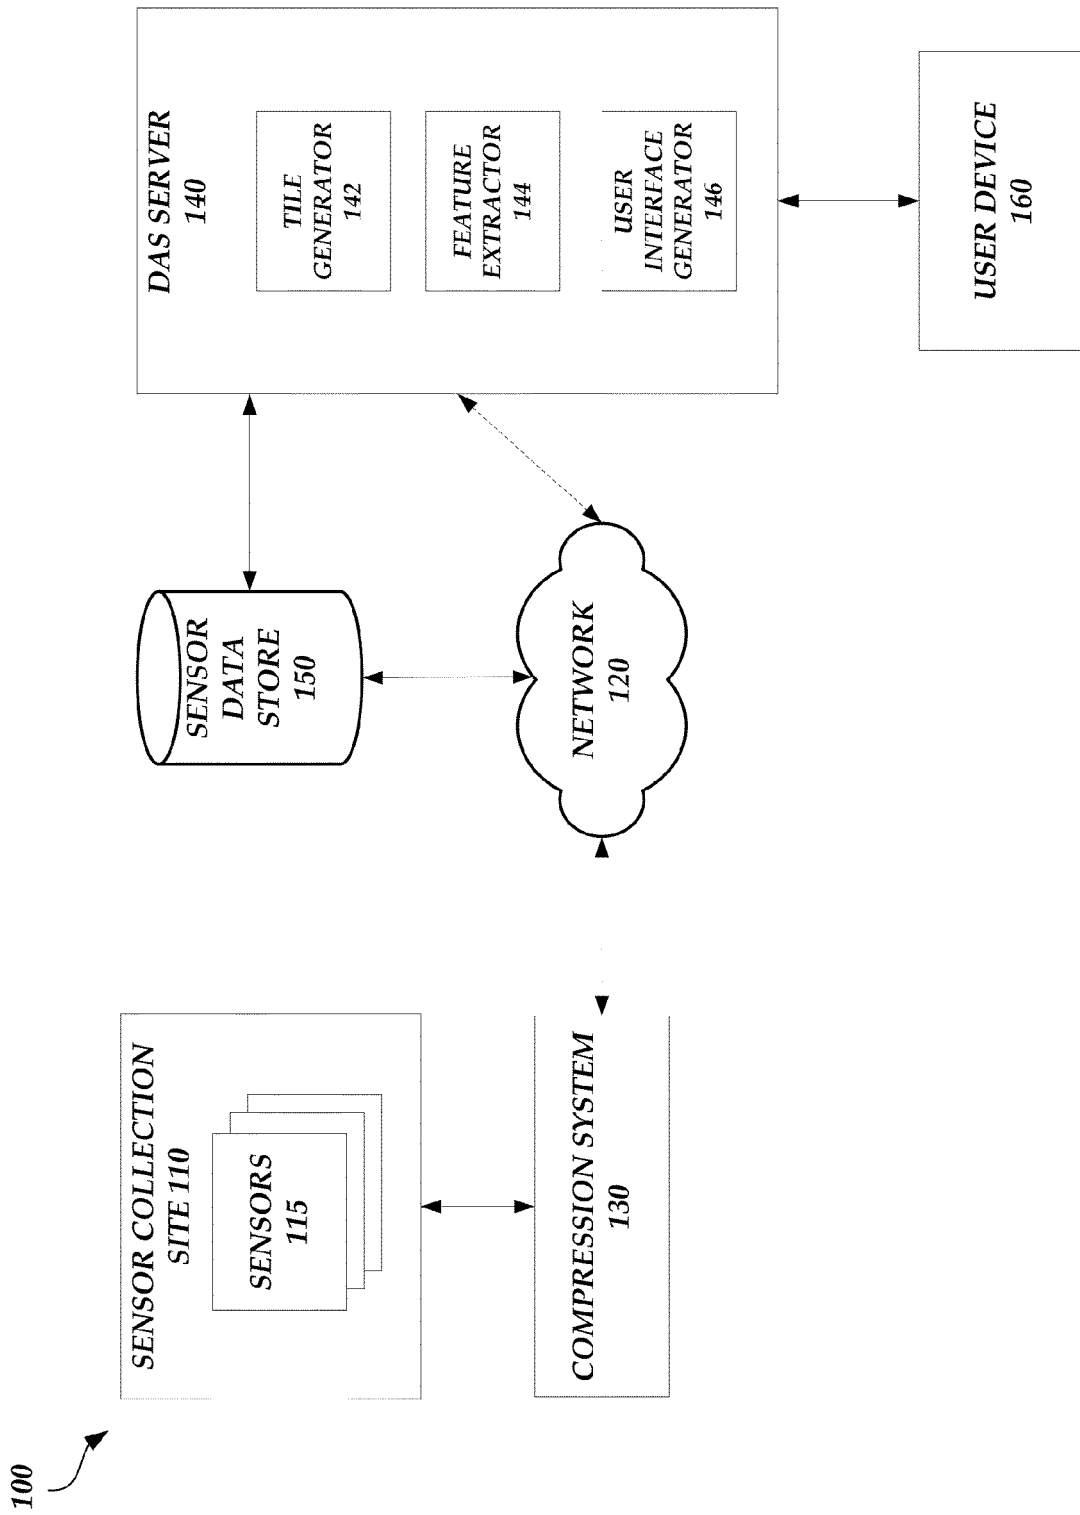 100
SENSOR COLLECTION
SITE 110
SENSORS
115
COMPRESSION SYSTEM
130
SENSOR
DATA
STORE
150
NETWORK
120
DAS SERVER
140
TILE
GENERATOR
142
FEATURE
EXTRACTOR
144
USER
INTERFACE
GENERATOR
146
USER DEVICE
160